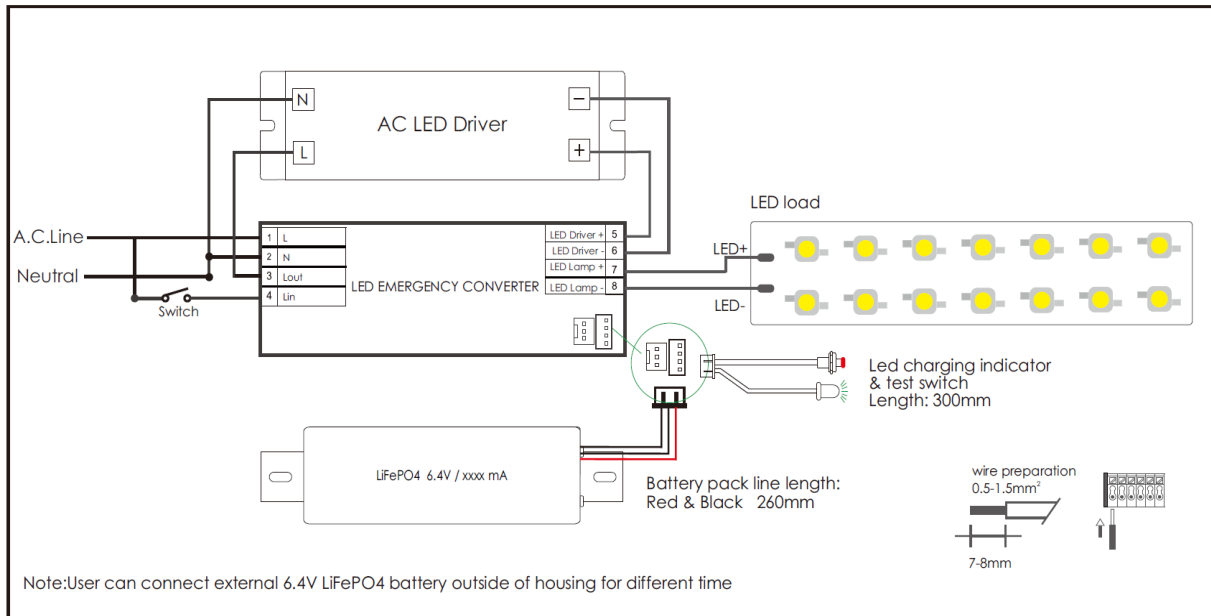 N
AC LED Driver
−
L
+
LED load
A.C.Line
1 L
LED Driver + 5
2 N
LED Driver - 6
LED+
Neutral
3 Lout
LED EMERGENCY CONVERTER
LED Lamp + 7
4 Lin
LED Lamp - 8
LED-
Switch
Led charging indicator
& test switch
Length: 300mm
LiFePO4 6.4V / xxxx mA
Battery pack line length:
Red & Black 260mm
wire preparation
0.5-1.5mm²
7-8mm
Note:User can connect external 6.4V LiFePO4 battery outside of housing for different time